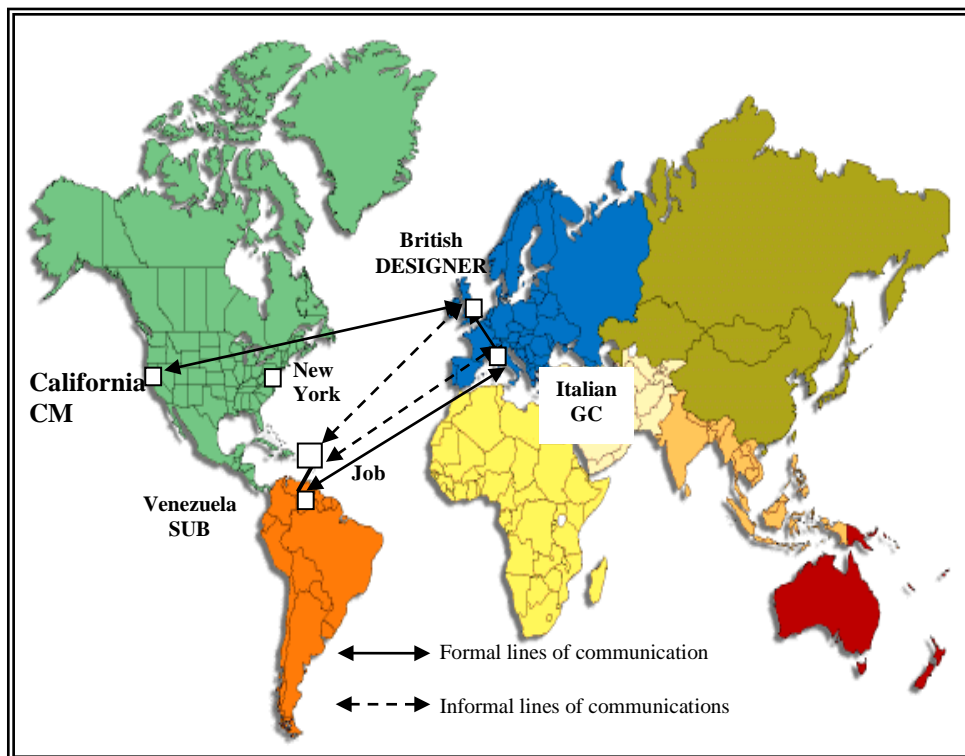 British
DESIGNER
New
York
California
CM
Italian
GC
Job
Venezuela
SUB
Formal lines of communication
Informal lines of communications